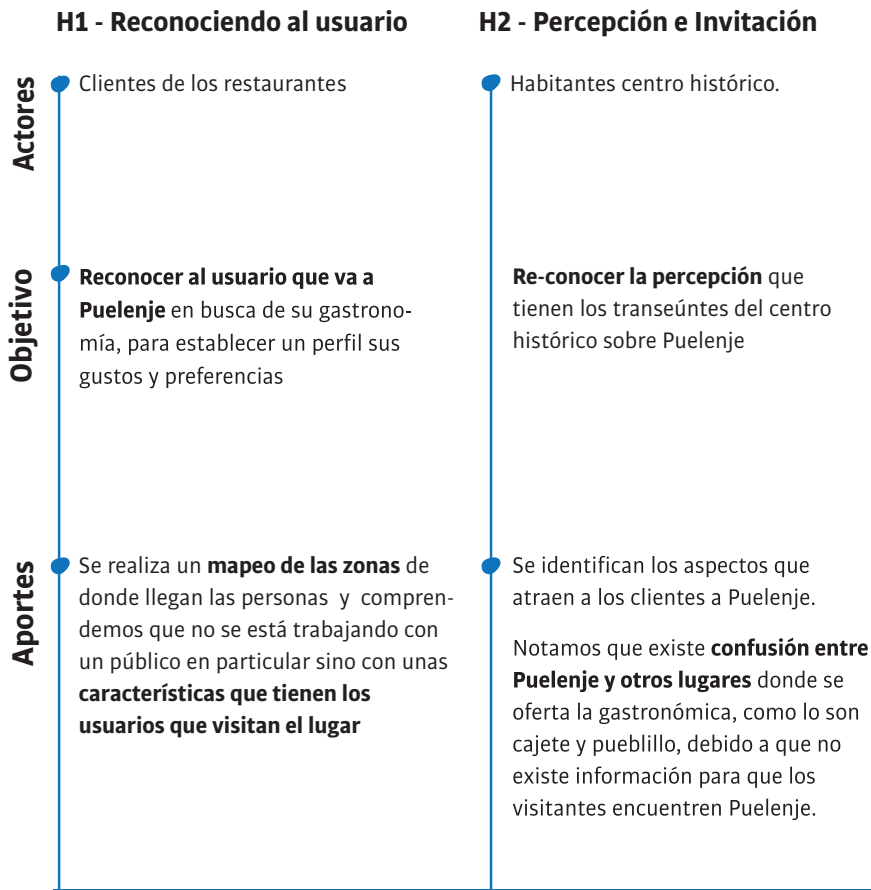 H1 - Reconociendo al usuario
H2 - Percepción e Invitación
Actores
Clientes de los restaurantes
Habitantes centro histórico.
Objetivo
Reconocer al usuario que va a
Puelenje en busca de su gastrono-
mía, para establecer un perfil sus
gustos y preferencias
Re-conocer la percepción que
tienen los transeúntes del centro
histórico sobre Puelenje
Aportes
Se realiza un mapeo de las zonas de
donde llegan las personas y compren-
demos que no se está trabajando con
un público en particular sino con unas
características que tienen los
usuarios que visitan el lugar
Se identifican los aspectos que
atraen a los clientes a Puelenje.
Notamos que existe confusión entre
Puelenje y otros lugares donde se
oferta la gastronómica, como lo son
cajete y pueblillo, debido a que no
existe información para que los
visitantes encuentren Puelenje.